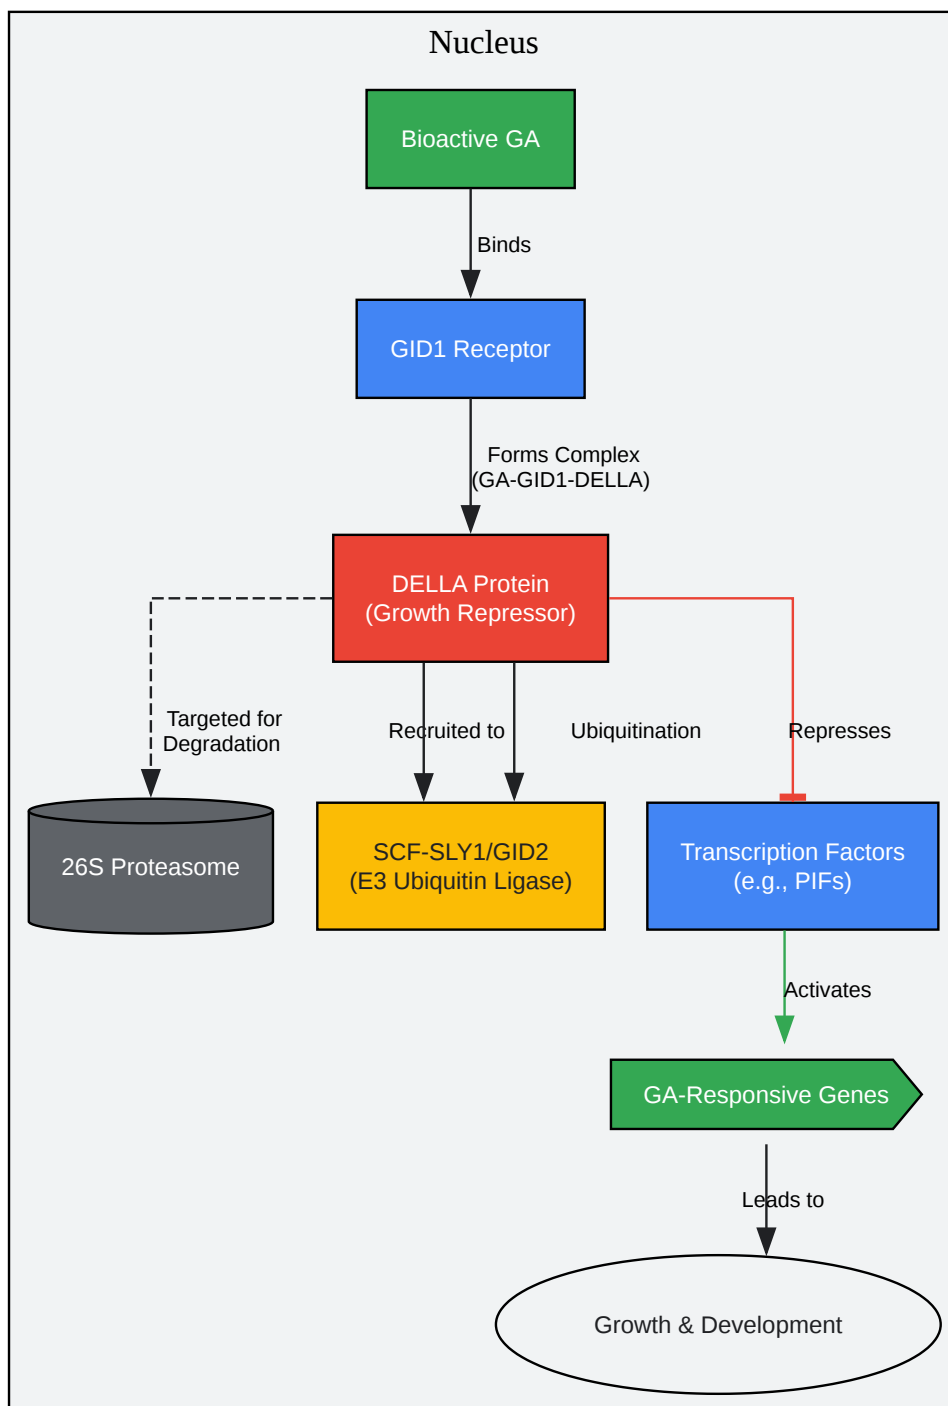 Nucleus
Bioactive GA
Binds
GID1 Receptor
Forms Complex
(GA-GID1-DELLA)
DELLA Protein
(Growth Repressor)
Targeted for
Degradation
Recruited to
Ubiquitination
Represses
26S Proteasome
SCF-SLY1/GID2
(E3 Ubiquitin Ligase)
Transcription Factors
(e.g., PIFs)
Activates
GA-Responsive Genes
Leads to
Growth & Development